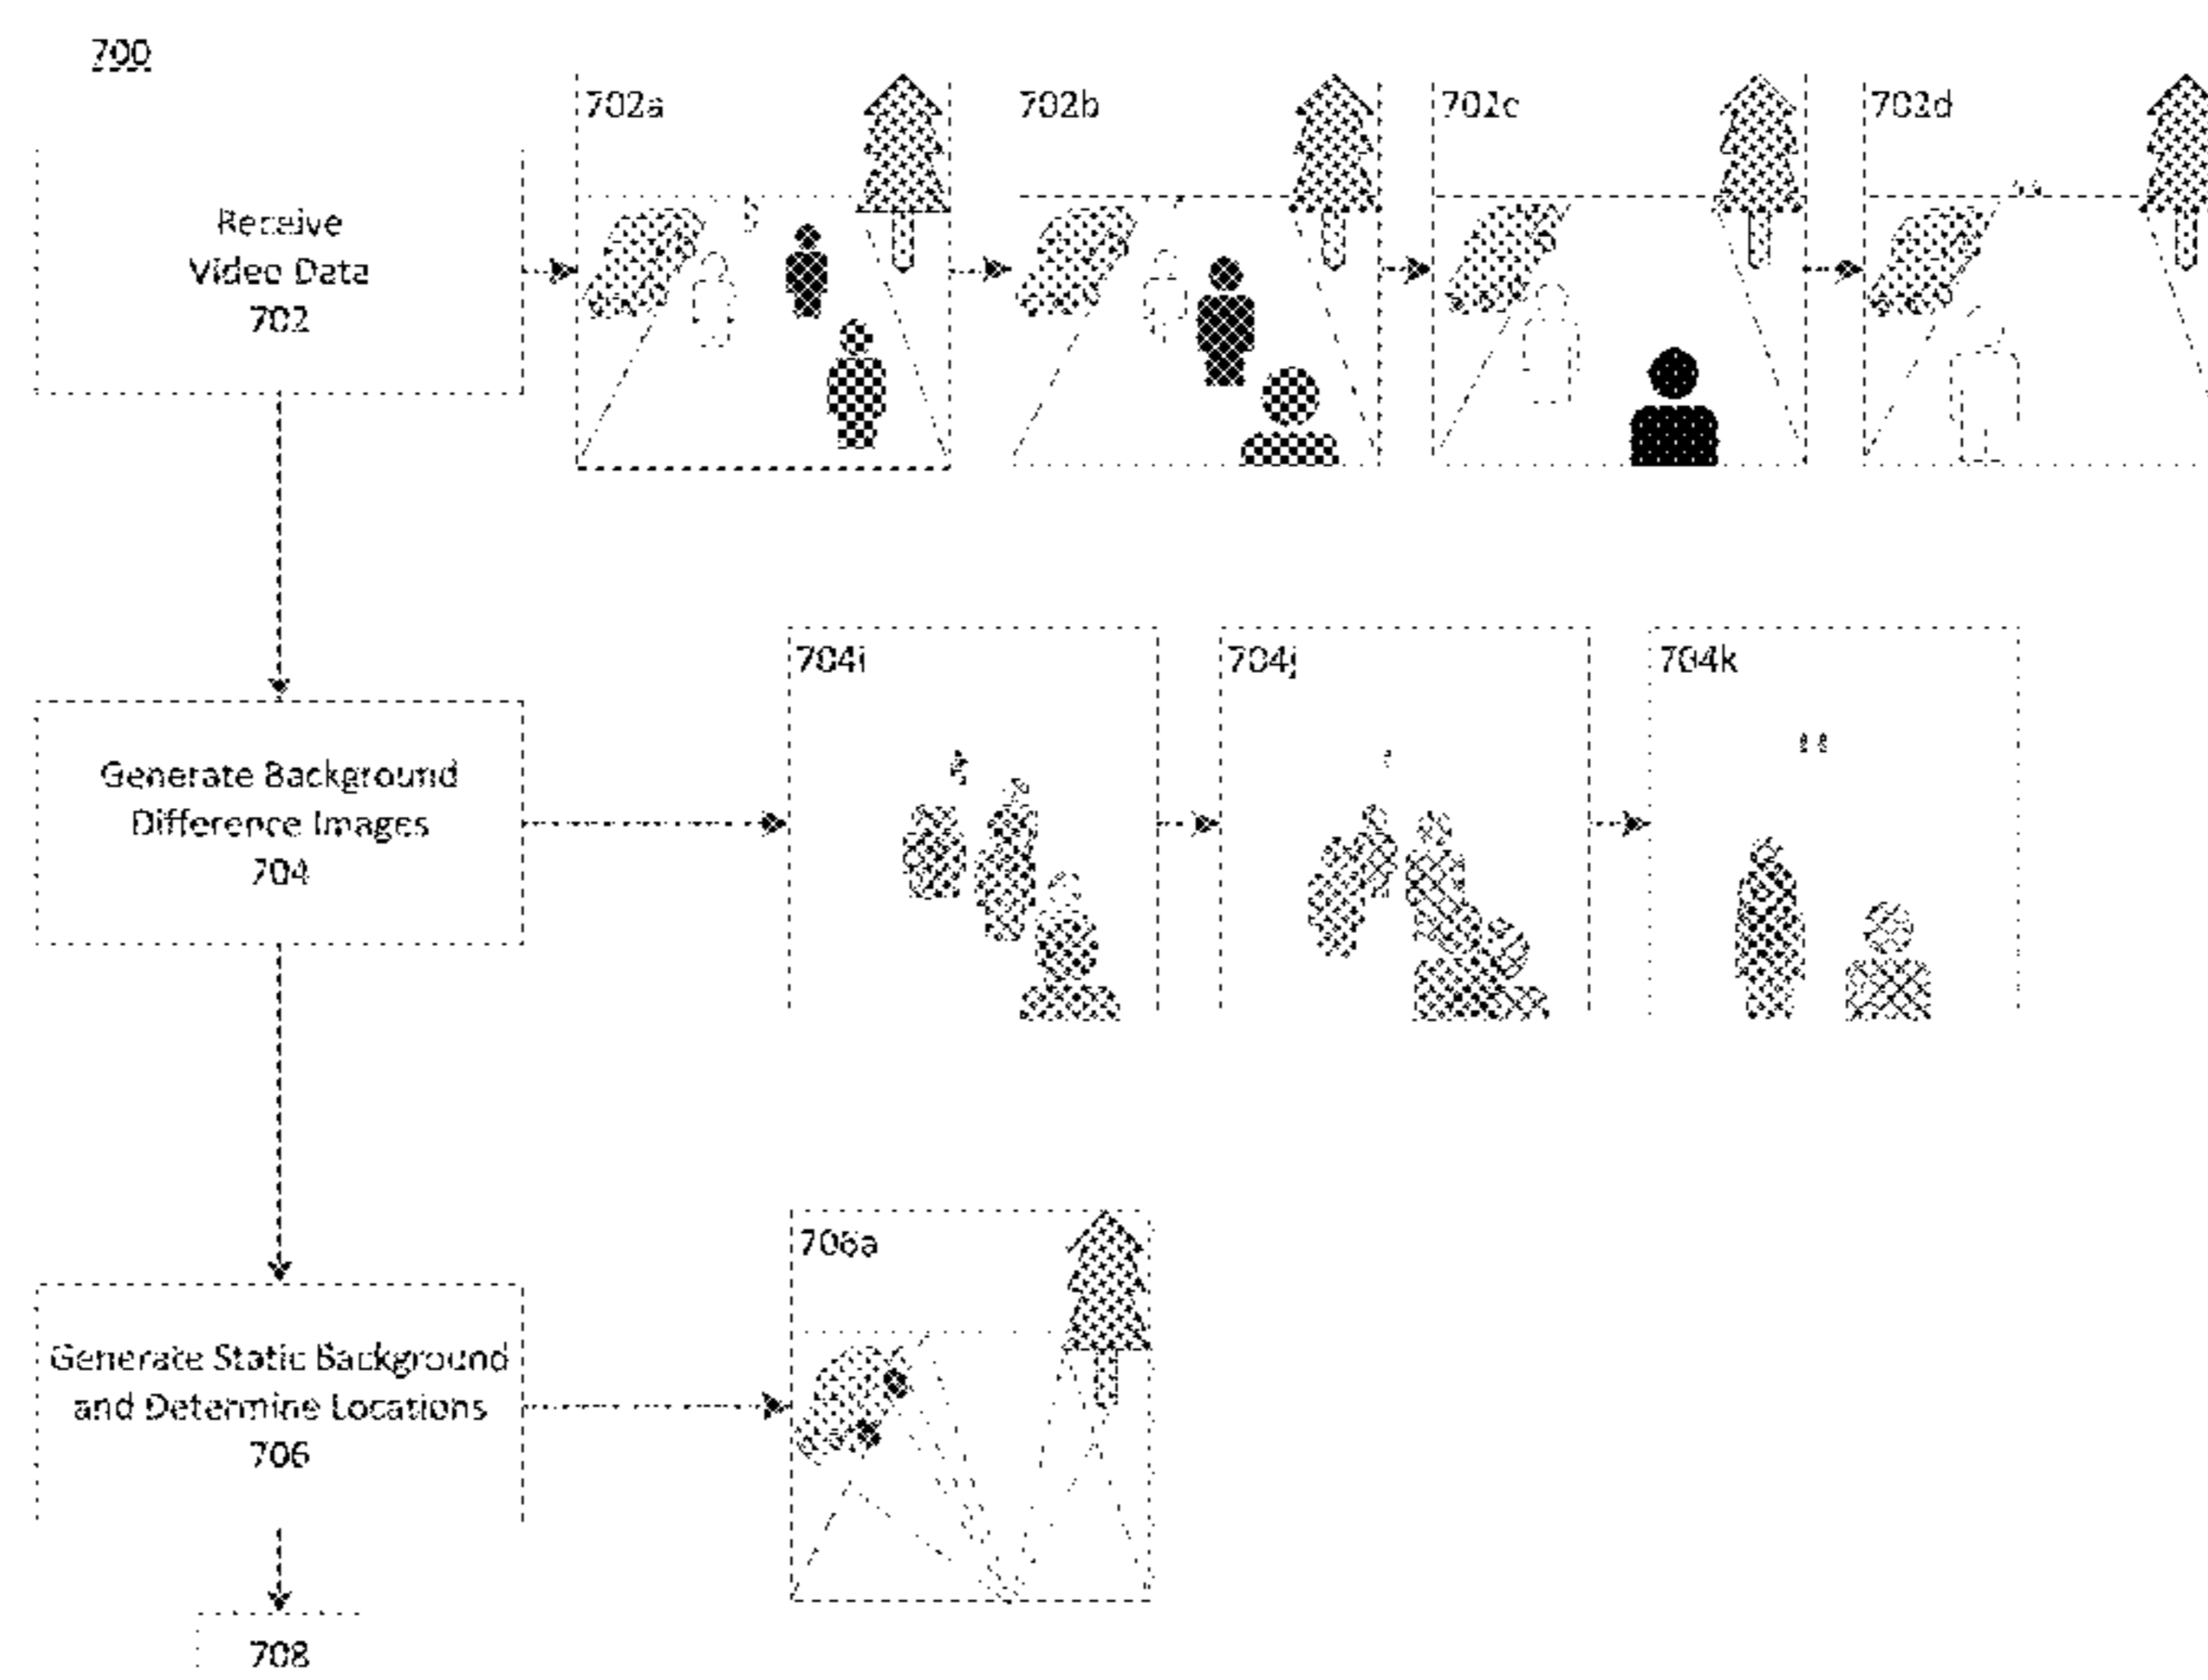 700
702a
702b
702c
702d
Receive
Video Data
702
704i
704j
704k
Generate Background
Difference Images
704
706a
Generate Static Background
and Determine Locations
706
708